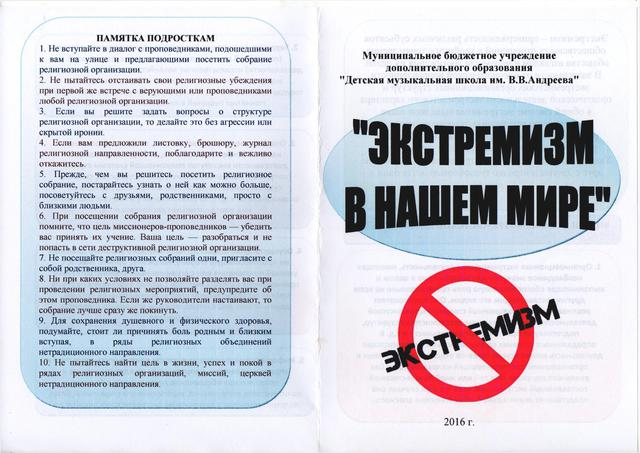 ПАМЯТКА ПОДРОСТКАМ
1. Не вступайте в диалог с проповедниками, подошедшими
к вам на улице и предлагающими посетить собрание
религиозной организации.
2. Не пытайтесь отстаивать свои религиозные убеждения
при первой же встрече с верующими или проповедниками
любой религиозной организации.
3. Если вы решите задать вопросы о структуре
религиозной организации, то делайте это без агрессии или
скрытой иронии.
4. Если вам предложили листовку, брошюру, журнал
религиозной направленности, поблагодарите и вежливо
откажитесь.
5. Прежде, чем вы решитесь посетить религиозное
собрание, постарайтесь узнать о ней как можно больше,
посоветуйтесь с друзьями, родственниками, просто с
близкими людьми.
6. При посещении собрания религиозной организации
помните, что цель миссионеров-проповедников — убедить
вас принять их учение. Ваша цель — разобраться и не
попасть в сети деструктивной религиозной организации.
7. Не посещайте религиозных собраний одни, пригласите с
собой родственника, друга.
8. Ни при каких условиях не позволяйте разделять вас при
проведении религиозных мероприятий, предупредите об
этом проповедника. Если же руководители настаивают, то
собрание лучше сразу же покинуть.
9. Для сохранения душевного и физического здоровья,
подумайте, стоит ли причинять боль родным и близким
вступая, в ряды религиозных объединений
нетрадиционного направления.
10. Не пытайтесь найти цель в жизни, успех и покой в
рядах религиозных организаций, миссий, церквей
нетрадиционного направления.
Муниципальное бюджетное учреждение
дополнительного образования
"Детская музыкальная школа им. В.В.Андреева"
"ЭКСТРЕМИЗМ
В НАШЕМ МИРЕ"
ЭКСТРЕМИЗМ
2016 г.